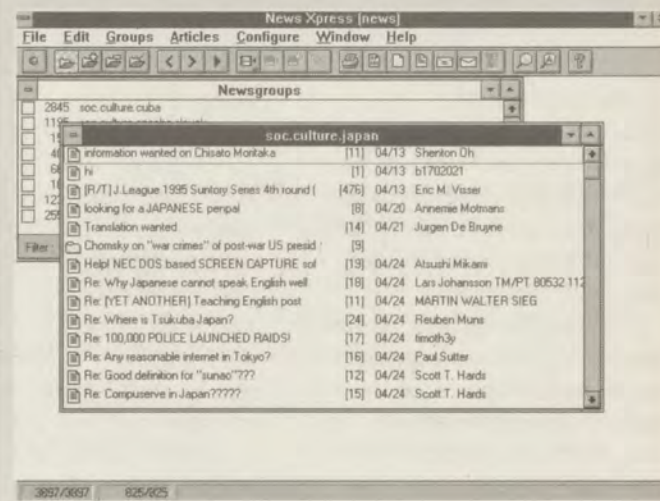 News Xpress [news]
File Edit Groups Articles Configure Window Help
Newsgroups
2845 soc.culture.cuba
soc.culture.japan
information wanted on Chisato Moritaka [11] 04/13 Shenton Oh
hi [1] 04/13 b1702021
[R/T] J.League 1995 Suntory Series 4th round ( [476] 04/13 Eric M. Visser
looking for a JAPANESE penpal [8] 04/20 Annemie Motmans
Translation wanted [14] 04/21 Jurgen De Bruyne
Chomsky on "war crimes" of post-war US presid [9]
Help! NEC DOS based SCREEN CAPTURE sof [19] 04/24 Atsushi Mikami
Re: Why Japanese cannot speak English well [18] 04/24 Lars Johansson TM/PT 80532 112
Re: [YET ANOTHER] Teaching English post [11] 04/24 MARTIN WALTER SIEG
Re: Where is Tsukuba Japan? [24] 04/24 Reuben Muns
Re: 100,000 POLICE LAUNCHED RAIDS! [17] 04/24 timoth3y
Re: Any reasonable internet in Tokyo? [16] 04/24 Paul Sutter
Re: Good definition for "sunao"??? [12] 04/24 Scott T. Hards
Re: Compuserve in Japan????? [15] 04/24 Scott T. Hards
Filter:
3897/3897 825/825